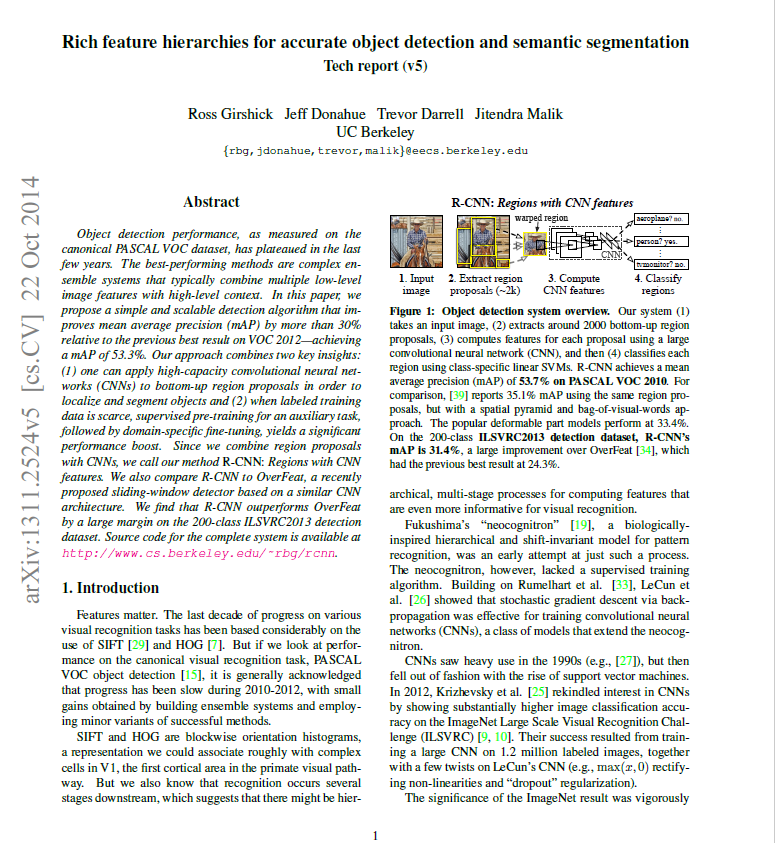 Rich feature hierarchies for accurate object detection and semantic segmentation
Tech report (v5)
Ross Girshick Jeff Donahue Trevor Darrell Jitendra Malik
UC Berkeley
{rbg,jdonahue,trevor,malik}@eecs.berkeley.edu
arXiv:1311.2524v5 [cs.CV] 22 Oct 2014
Abstract
Object detection performance, as measured on the
canonical PASCAL VOC dataset, has plateaued in the last
few years. The best-performing methods are complex en-
semble systems that typically combine multiple low-level
image features with high-level context. In this paper, we
propose a simple and scalable detection algorithm that im-
proves mean average precision (mAP) by more than 30%
relative to the previous best result on VOC 2012—achieving
a mAP of 53.3%. Our approach combines two key insights:
(1) one can apply high-capacity convolutional neural net-
works (CNNs) to bottom-up region proposals in order to
localize and segment objects and (2) when labeled training
data is scarce, supervised pre-training for an auxiliary task,
followed by domain-specific fine-tuning, yields a significant
performance boost. Since we combine region proposals
with CNNs, we call our method R-CNN: Regions with CNN
features. We also compare R-CNN to OverFeat, a recently
proposed sliding-window detector based on a similar CNN
architecture. We find that R-CNN outperforms OverFeat
by a large margin on the 200-class ILSVRC2013 detection
dataset. Source code for the complete system is available at
http://www.cs.berkeley.edu/~rbg/rcnn.
1. Introduction
Features matter. The last decade of progress on various
visual recognition tasks has been based considerably on the
use of SIFT [29] and HOG [7]. But if we look at perfor-
mance on the canonical visual recognition task, PASCAL
VOC object detection [15], it is generally acknowledged
that progress has been slow during 2010-2012, with small
gains obtained by building ensemble systems and employ-
ing minor variants of successful methods.
SIFT and HOG are blockwise orientation histograms,
a representation we could associate roughly with complex
cells in V1, the first cortical area in the primate visual path-
way. But we also know that recognition occurs several
stages downstream, which suggests that there might be hier-
R-CNN: Regions with CNN features
warped region
aeroplane? no.
person? yes.
tvmonitor? no.
CNN
1. Input
image
2. Extract region
proposals (~2k)
3. Compute
CNN features
4. Classify
regions
Figure 1: Object detection system overview. Our system (1)
takes an input image, (2) extracts around 2000 bottom-up region
proposals, (3) computes features for each proposal using a large
convolutional neural network (CNN), and then (4) classifies each
region using class-specific linear SVMs. R-CNN achieves a mean
average precision (mAP) of 53.7% on PASCAL VOC 2010. For
comparison, [39] reports 35.1% mAP using the same region pro-
posals, but with a spatial pyramid and bag-of-visual-words ap-
proach. The popular deformable part models perform at 33.4%.
On the 200-class ILSVRC2013 detection dataset, R-CNN's
mAP is 31.4%, a large improvement over OverFeat [34], which
had the previous best result at 24.3%.
archical, multi-stage processes for computing features that
are even more informative for visual recognition.
Fukushima's "neocognitron" [19], a biologically-
inspired hierarchical and shift-invariant model for pattern
recognition, was an early attempt at just such a process.
The neocognitron, however, lacked a supervised training
algorithm. Building on Rumelhart et al. [33], LeCun et
al. [26] showed that stochastic gradient descent via back-
propagation was effective for training convolutional neural
networks (CNNs), a class of models that extend the neocog-
nitron.
CNNs saw heavy use in the 1990s (e.g., [27]), but then
fell out of fashion with the rise of support vector machines.
In 2012, Krizhevsky et al. [25] rekindled interest in CNNs
by showing substantially higher image classification accu-
racy on the ImageNet Large Scale Visual Recognition Chal-
lenge (ILSVRC) [9, 10]. Their success resulted from train-
ing a large CNN on 1.2 million labeled images, together
with a few twists on LeCun's CNN (e.g., max(x, 0) rectify-
ing non-linearities and "dropout" regularization).
The significance of the ImageNet result was vigorously
1